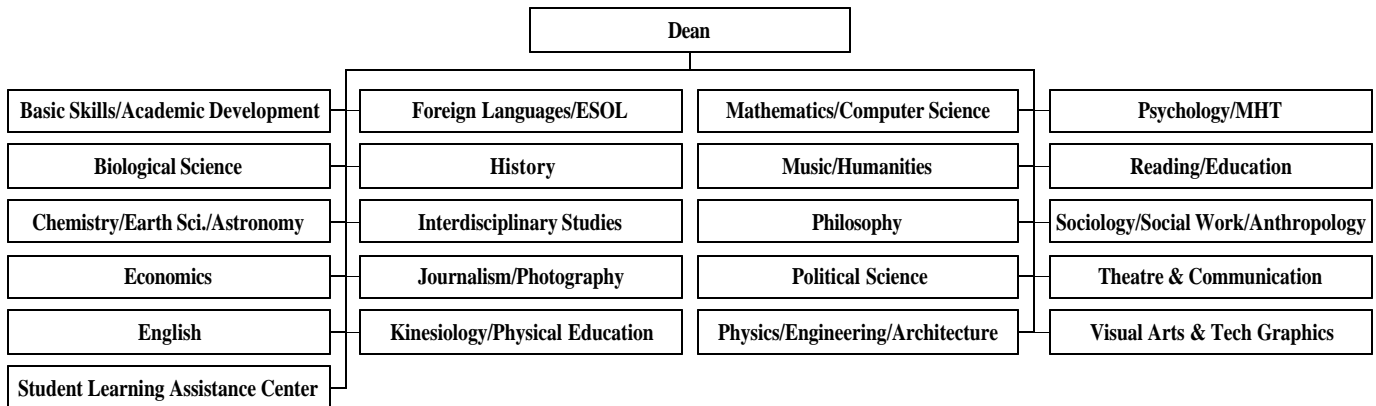 Dean
Basic Skills/Academic Development
Foreign Languages/ESOL
Mathematics/Computer Science
Psychology/MHT
Biological Science
History
Music/Humanities
Reading/Education
Chemistry/Earth Sci./Astronomy
Interdisciplinary Studies
Philosophy
Sociology/Social Work/Anthropology
Economics
Journalism/Photography
Political Science
Theatre & Communication
English
Kinesiology/Physical Education
Physics/Engineering/Architecture
Visual Arts & Tech Graphics
Student Learning Assistance Center